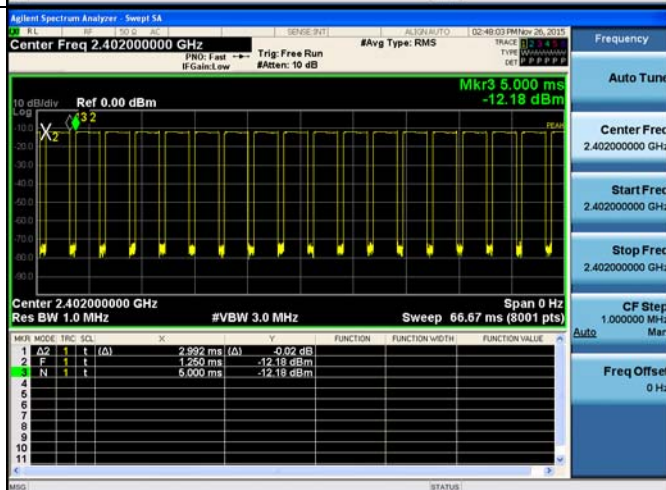 Agilent Spectrum Analyzer - Swept SA
RL RF 50 Ω AC SENSE:INT ALIGNAUTO 02:48:03 PM Nov 26, 2015
Center Freq 2.402000000 GHz
PNO: Fast
IFGain:Low
Trig: Free Run
#Atten: 10 dB
#Avg Type: RMS
TRACE 1 2 3 4 5 6
TYPE
DET P P P P P P
Mkr3 5.000 ms
-12.18 dBm
10 dB/div Ref 0.00 dBm
Log
3 2
X2
PEAK
-10.0
-20.0
-30.0
-40.0
-50.0
-60.0
-70.0
-80.0
-90.0
Center 2.402000000 GHz Span 0 Hz
Res BW 1.0 MHz #VBW 3.0 MHz Sweep 66.67 ms (8001 pts)
MKR MODE TRC SCL X Y FUNCTION FUNCTION WIDTH FUNCTION VALUE
1 Δ2 1 t (Δ) 2.992 ms (Δ) -0.02 dB
2 F 1 t 1.250 ms -12.18 dBm
3 N 1 t 5.000 ms -12.18 dBm
4
5
6
7
8
9
10
11
MSG STATUS
Frequency
Auto Tune
Center Freq
2.402000000 GHz
Start Freq
2.402000000 GHz
Stop Freq
2.402000000 GHz
CF Step
1.000000 MHz
Auto Man
Freq Offset
0 Hz